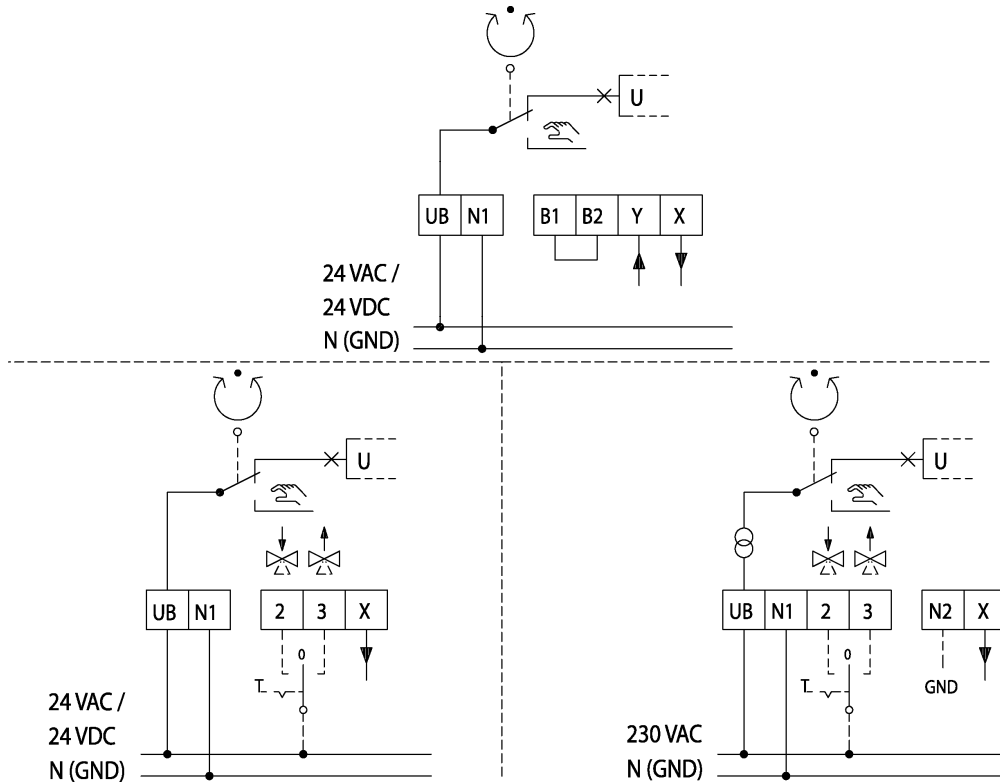 U
UB N1 B1 B2 Y X
24 VAC /
24 VDC
N (GND)
U
UB N1 2 3 X
0
24 VAC /
24 VDC
N (GND)
U
UB N1 2 3 N2 X
0
GND
230 VAC
N (GND)